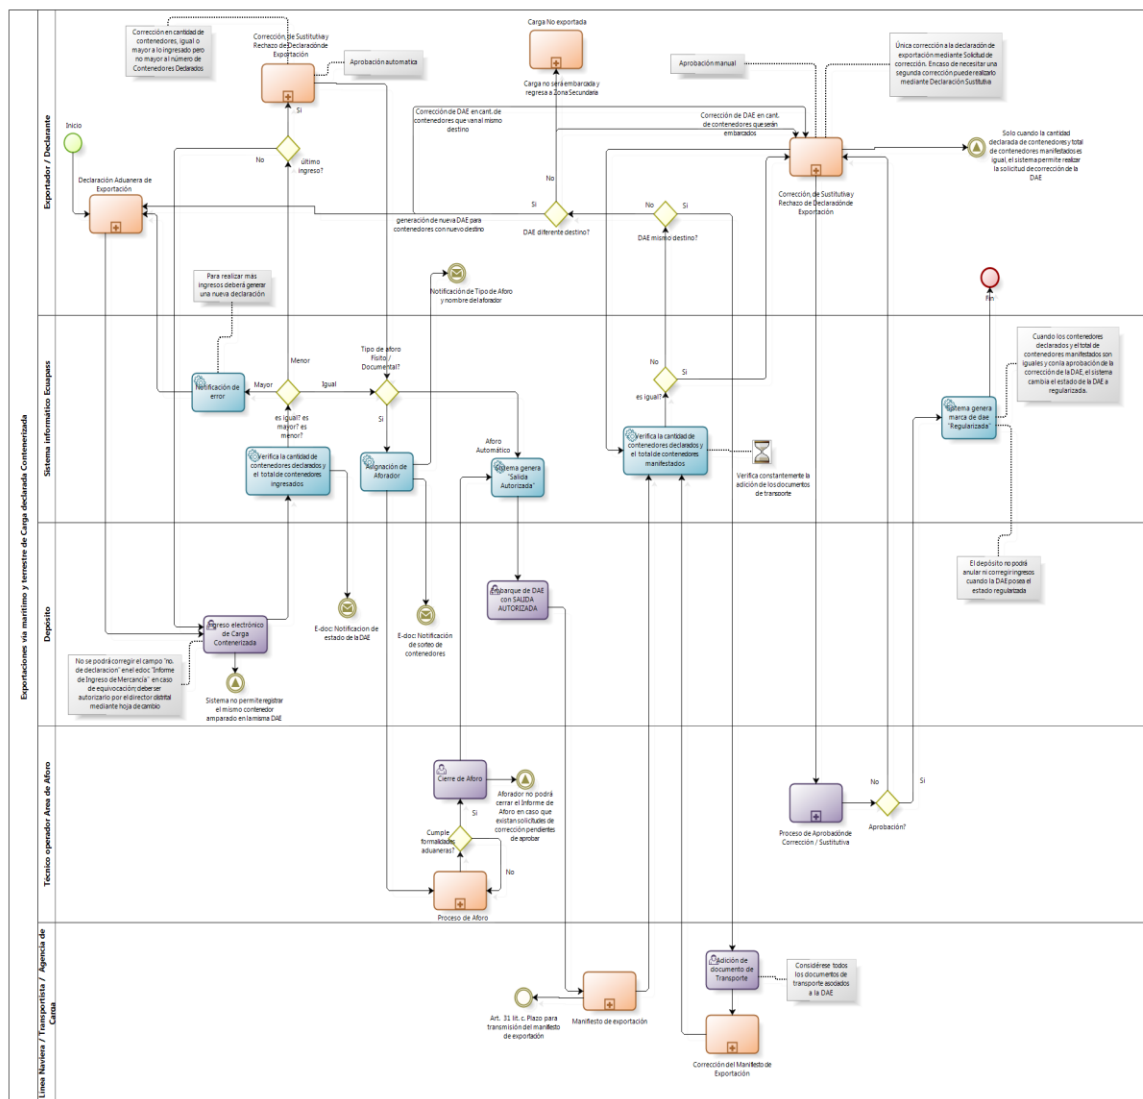 Exportaciones via maritimo y terrestre de Carga declarada Contenerizada
Exportador / Declarante
Inicio
Declaración Aduanera de
Exportación
Corrección en cantidad de
contenedores, igual o
mayor a lo ingresado pero
no mayor al número de
Contenedores Declarados
Corrección, de Sustitutiva y
Rechazo de Declaración de
Exportación
Aprobación automatica
Si
No
último
ingreso?
Carga No exportada
Carga no será embarcada y
regresa a Zona Secundaria
Corrección de DAE en cant. de
contenedores que van al mismo
destino
Corrección de DAE en cant.
de contenedores que serán
embarcados
No
Si
DAE diferente destino?
generación de nueva DAE para
contenedores con nuevo destino
No
Si
DAE mismo destino?
Aprobación manual
Única corrección a la declaración de
exportación mediante Solicitud de
corrección. En caso de necesitar una
segunda corrección puede realizarlo
mediante Declaración Sustitutiva
Corrección, de Sustitutiva y
Rechazo de Declaración de
Exportación
Solo cuando la cantidad
declarada de contenedores y total
de contenedores manifestados es
igual, el sistema permite realizar
la solicitud de corrección de la
DAE
Para realizar más
ingresos deberá generar
una nueva declaración
Notificación de Tipo de Aforo
y nombre del aforador
Fin
Sistema informático Ecuapass
Notificación de
error
Mayor
Menor
Igual
es igual? es
mayor? es
menor?
Verifica la cantidad de
contenedores declarados y
el total de contenedores
ingresados
Tipo de aforo
Físito /
Documental?
Si
Asignación de
Aforador
Aforo
Automático
Sistema genera
"Salida
Autorizada"
No
Si
es igual?
Verifica la cantidad de
contenedores declarados y
el total de contenedores
manifestados
Verifica constantemente la
adición de los documentos
de transporte
Sistema genera
marca de dae
"Regularizada"
Cuando los contenedores
declarados y el total de
contenedores manifestados son
iguales y con la aprobación de la
corrección de la DAE, el sistema
cambia el estado de la DAE a
regularizada.
Depósito
Ingreso electrónico
de Carga
Contenerizada
No se podrá corregir el campo "no.
de declaracion" en el edoc "Informe
de Ingreso de Mercancía" en caso
de equivocación; deber ser
autorizarlo por el director distrital
mediante hoja de cambio
Sistema no permite registrar
el mismo contenedor
amparado en la misma DAE
E-doc: Notificacion de
estado de la DAE
E-doc: Notificación
de sorteo de
contenedores
Embarque de DAE
con SALIDA
AUTORIZADA
El depósito no podrá
anular ni corregir ingresos
cuando la DAE posea el
estado regularizada
Técnico operador Area de Aforo
Cierre de Aforo
Si
Aforador no podrá
cerrar el Informe de
Aforo en caso que
existan solicitudes de
corrección pendientes
de aprobar
Cumple
formalidades
aduaneras?
No
Proceso de Aforo
Proceso de Aprobación de
Corrección / Sustitutiva
No
Si
Aprobación?
Linea Naviera / Transportista / Agencia de
Carga
Art. 31 lit. c. Plazo para
transmisión del manifiesto
de exportación
Manifiesto de exportación
Adición de
documento de
Transporte
Considérese todos
los documentos de
transporte asociados
a la DAE
Corrección del Manifiesto de
Exportación